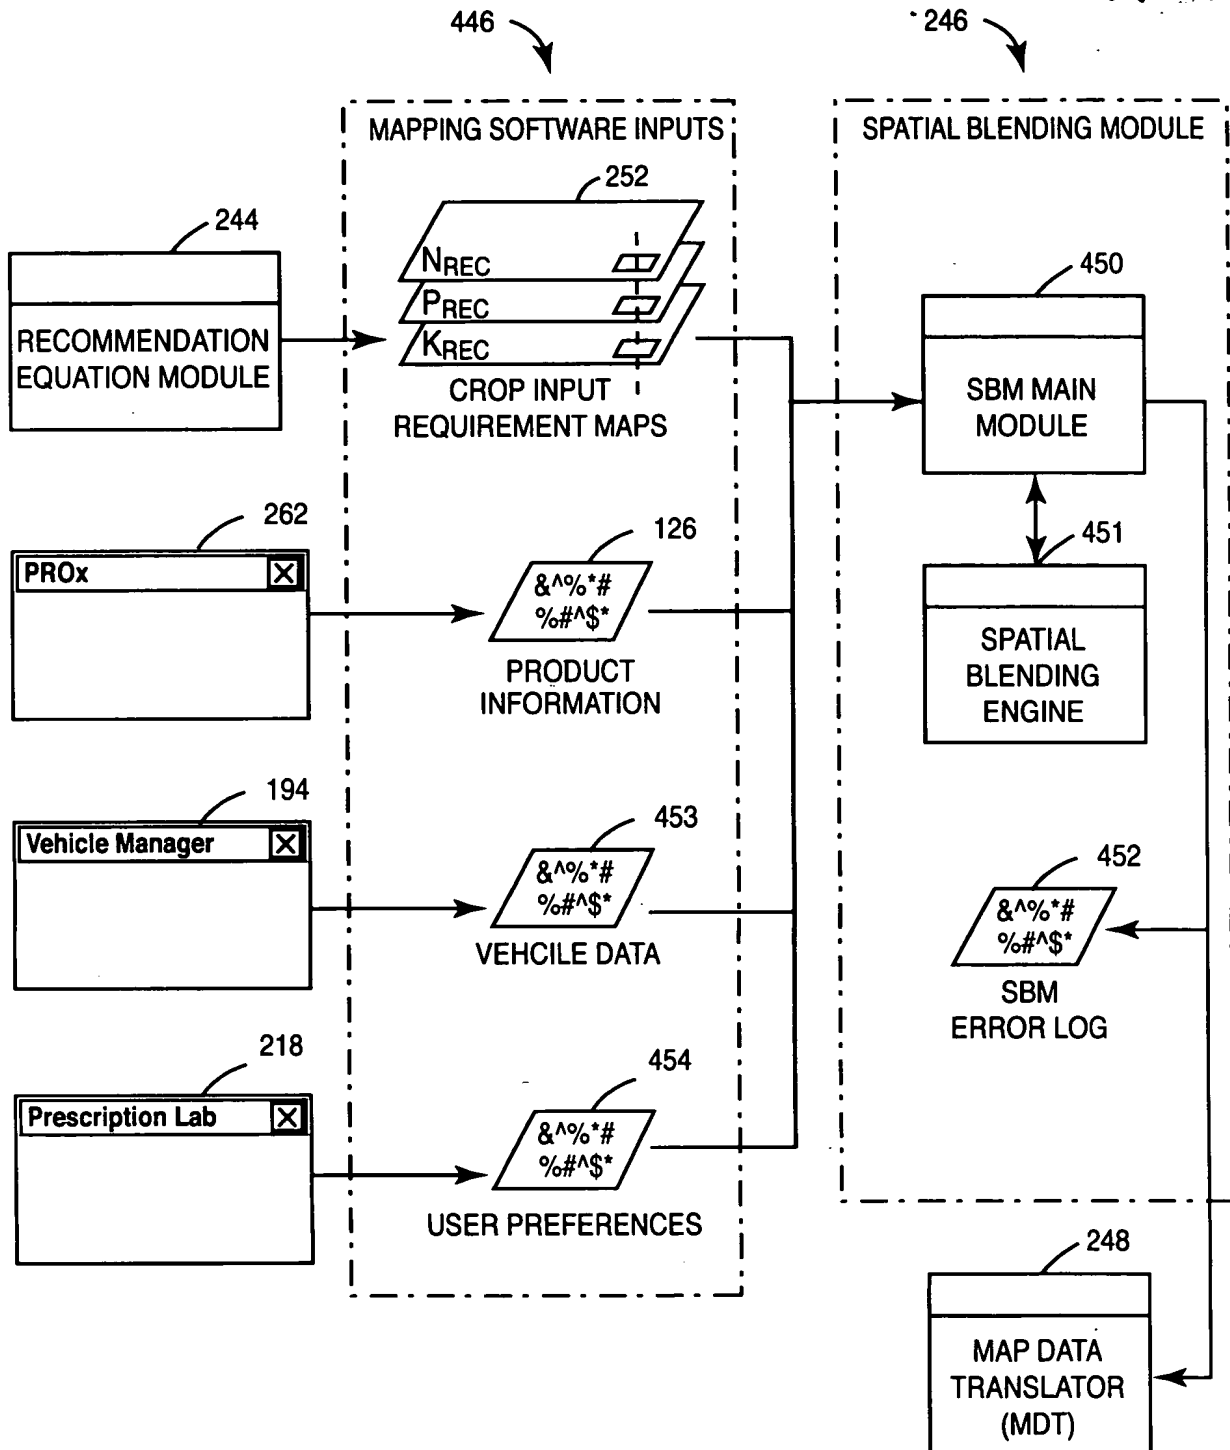 446
246
MAPPING SOFTWARE INPUTS
SPATIAL BLENDING MODULE
252
244
NREC
PREC
KREC
RECOMMENDATION
EQUATION MODULE
CROP INPUT
REQUIREMENT MAPS
450
SBM MAIN
MODULE
262
PROx
126
&^%*#
%#^$*
PRODUCT
INFORMATION
451
SPATIAL
BLENDING
ENGINE
194
Vehicle Manager
453
&^%*#
%#^$*
VEHCILE DATA
452
&^%*#
%#^$*
SBM
ERROR LOG
218
Prescription Lab
454
&^%*#
%#^$*
USER PREFERENCES
248
MAP DATA
TRANSLATOR
(MDT)